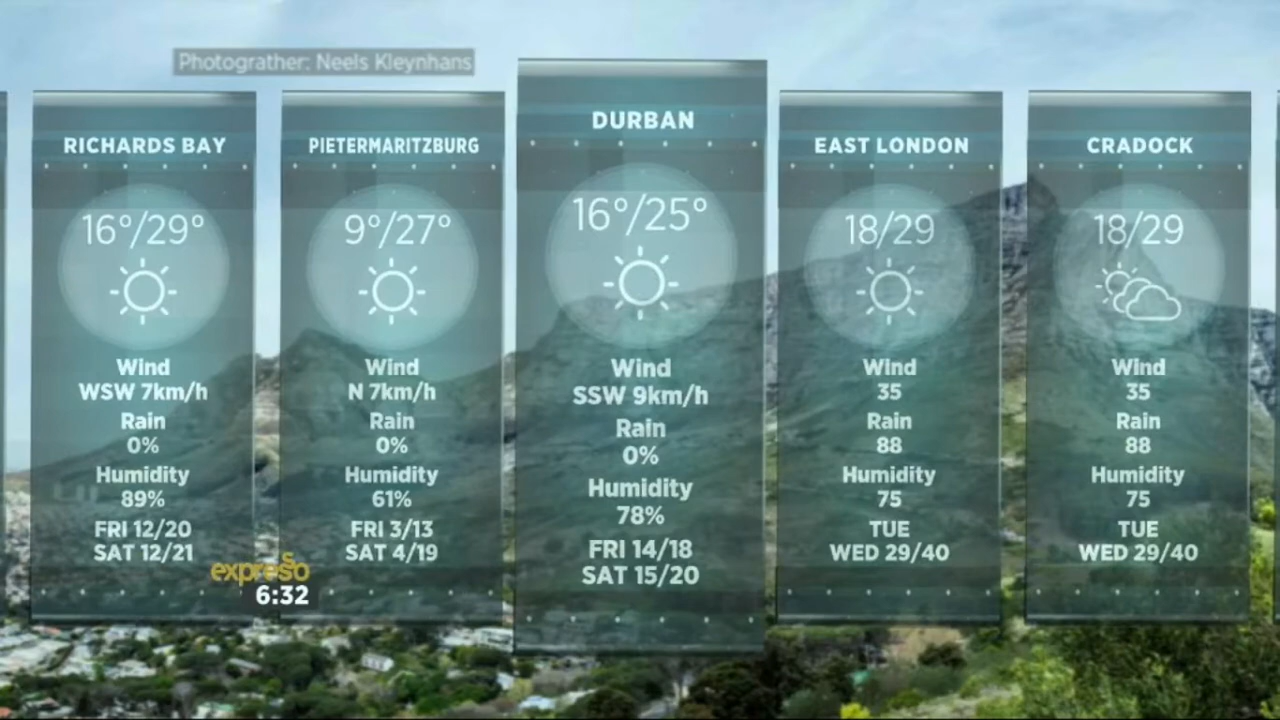 Photograther: Neels Kleynhans
RICHARDS BAY
16°/29°
Wind
WSW 7km/h
Rain
0%
Humidity
89%
FRI 12/20
SAT 12/21
PIETERMARITZBURG
9°/27°
Wind
N 7km/h
Rain
0%
Humidity
61%
FRI 3/13
SAT 4/19
DURBAN
16°/25°
Wind
SSW 9km/h
Rain
0%
Humidity
78%
FRI 14/18
SAT 15/20
EAST LONDON
18/29
Wind
35
Rain
88
Humidity
75
TUE
WED 29/40
CRADOCK
18/29
Wind
35
Rain
88
Humidity
75
TUE
WED 29/40
expresso
6:32